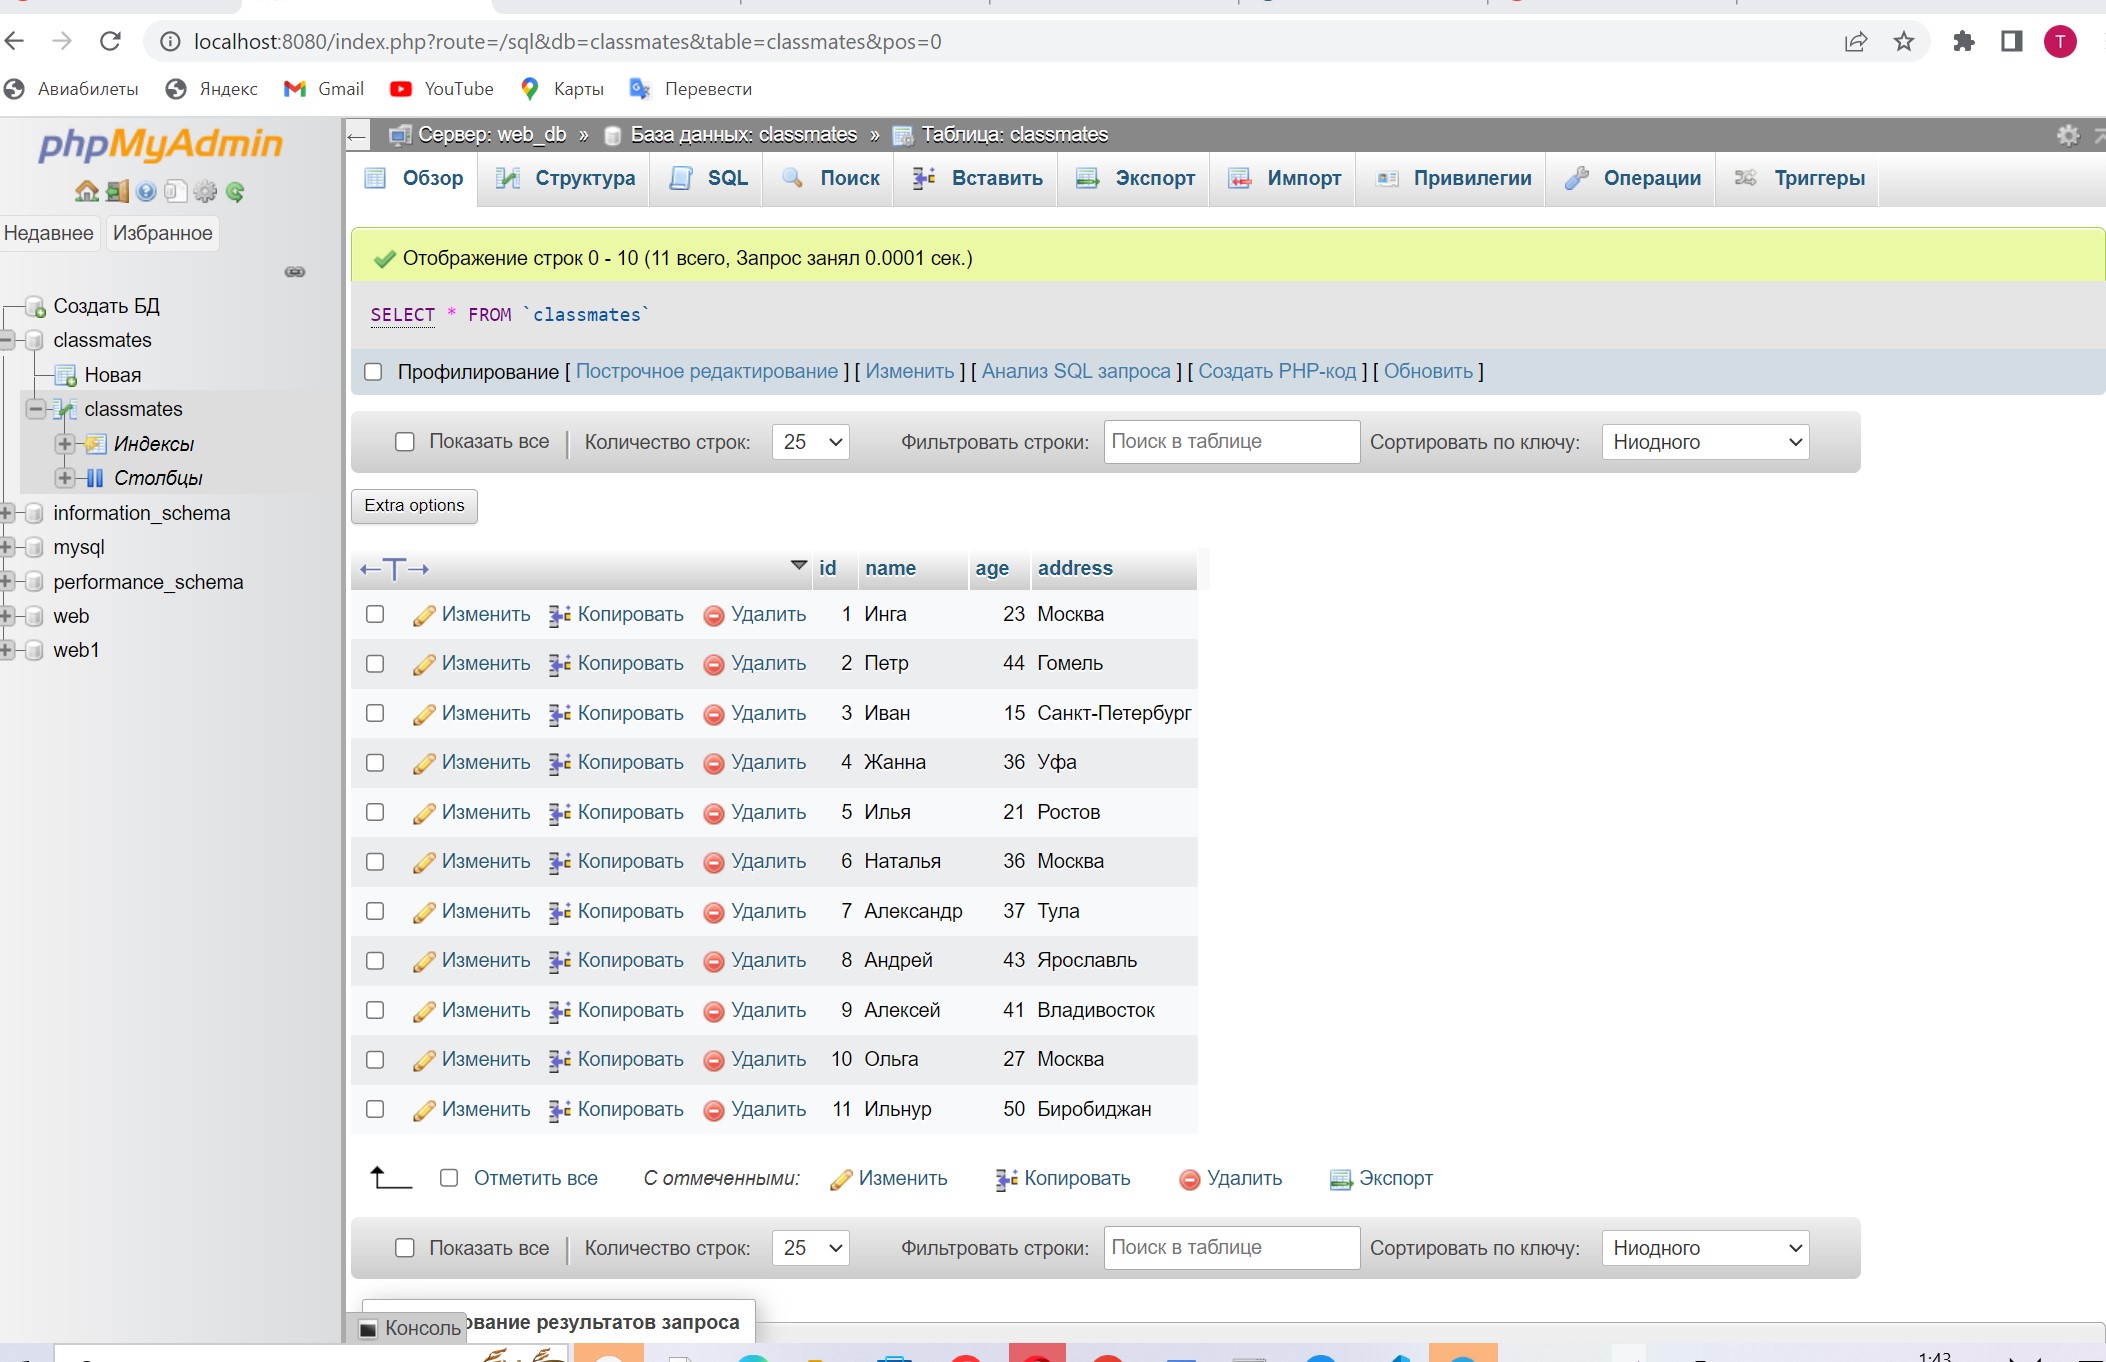 localhost:8080/index.php?route=/sql&db=classmates&table=classmates&pos=0
T
Авиабилеты Яндекс Gmail YouTube Карты Перевести
phpMyAdmin
Недавнее Избранное
Создать БД
classmates
Новая
classmates
Индексы
Столбцы
information_schema
mysql
performance_schema
web
web1
Сервер: web_db » База данных: classmates » Таблица: classmates
Обзор Структура SQL Поиск Вставить Экспорт Импорт Привилегии Операции Триггеры
Отображение строк 0 - 10 (11 всего, Запрос занял 0.0001 сек.)
SELECT * FROM `classmates`
Профилирование [ Построчное редактирование ] [ Изменить ] [ Анализ SQL запроса ] [ Создать PHP-код ] [ Обновить ]
Показать все | Количество строк: 25 Фильтровать строки: Поиск в таблице Сортировать по ключу: Ниодного
Extra options
←T→ id name age address
Изменить Копировать Удалить 1 Инга 23 Москва
Изменить Копировать Удалить 2 Петр 44 Гомель
Изменить Копировать Удалить 3 Иван 15 Санкт-Петербург
Изменить Копировать Удалить 4 Жанна 36 Уфа
Изменить Копировать Удалить 5 Илья 21 Ростов
Изменить Копировать Удалить 6 Наталья 36 Москва
Изменить Копировать Удалить 7 Александр 37 Тула
Изменить Копировать Удалить 8 Андрей 43 Ярославль
Изменить Копировать Удалить 9 Алексей 41 Владивосток
Изменить Копировать Удалить 10 Ольга 27 Москва
Изменить Копировать Удалить 11 Ильнур 50 Биробиджан
Отметить все С отмеченными: Изменить Копировать Удалить Экспорт
Показать все | Количество строк: 25 Фильтровать строки: Поиск в таблице Сортировать по ключу: Ниодного
Консоль ование результатов запроса
1:43